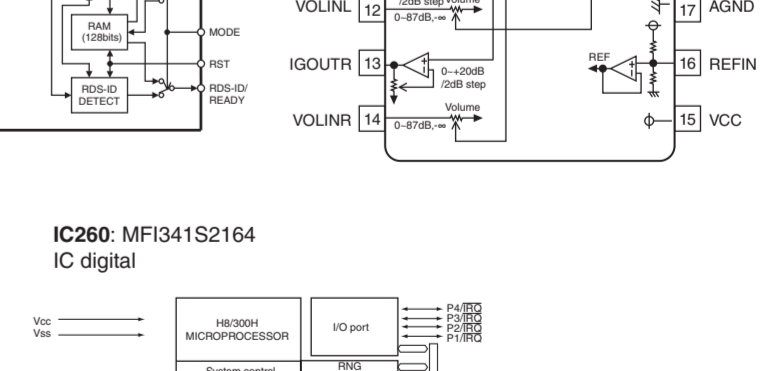 VOLINL
12
/2dB step
Volume
0~87dB,-∞
17
AGND
RAM
(128bits)
MODE
RST
RDS-ID
DETECT
RDS-ID/
READY
IGOUTR
13
0~+20dB
/2dB step
REF
16
REFIN
VOLINR
14
Volume
0~87dB,-∞
15
VCC
IC260: MFI341S2164
IC digital
Vcc
Vss
H8/300H
MICROPROCESSOR
I/O port
P4/IRQ
P3/IRQ
P2/IRQ
P1/IRQ
System control
RNG